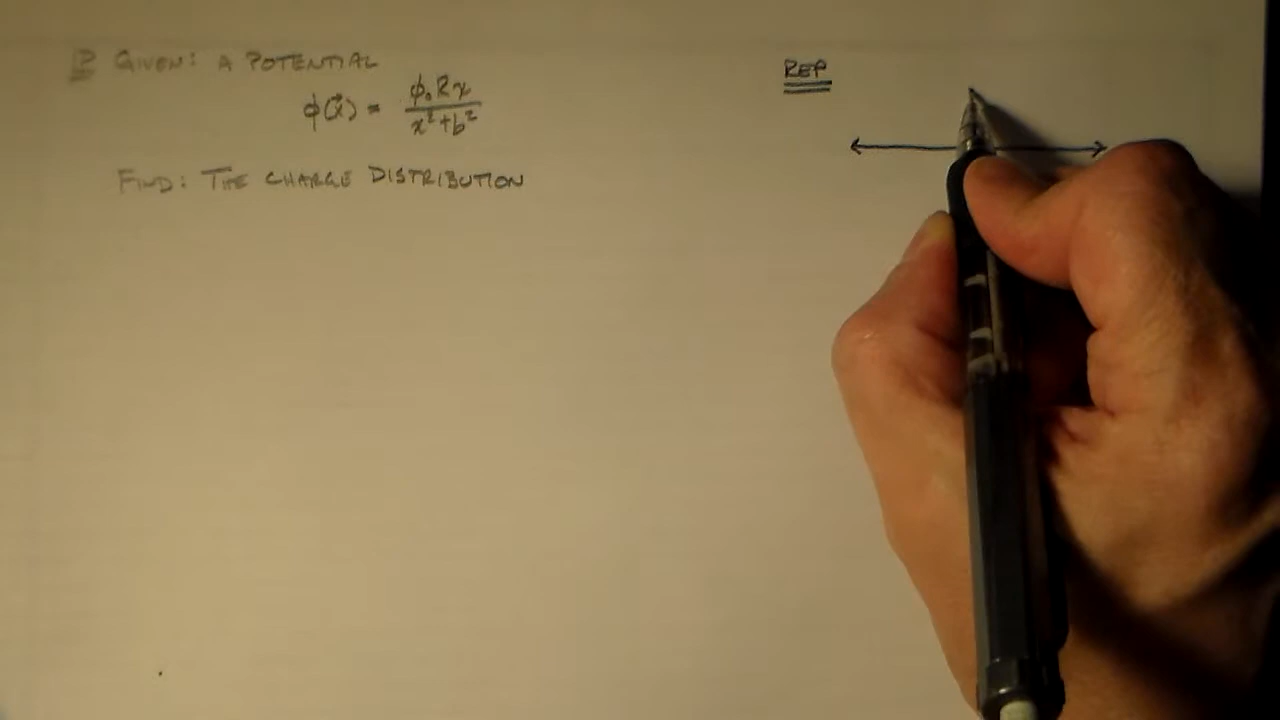 P GIVEN: A POTENTIAL
φ(x⃗) = φ₀Rx / x²+b²
FIND: THE CHARGE DISTRIBUTION
REP